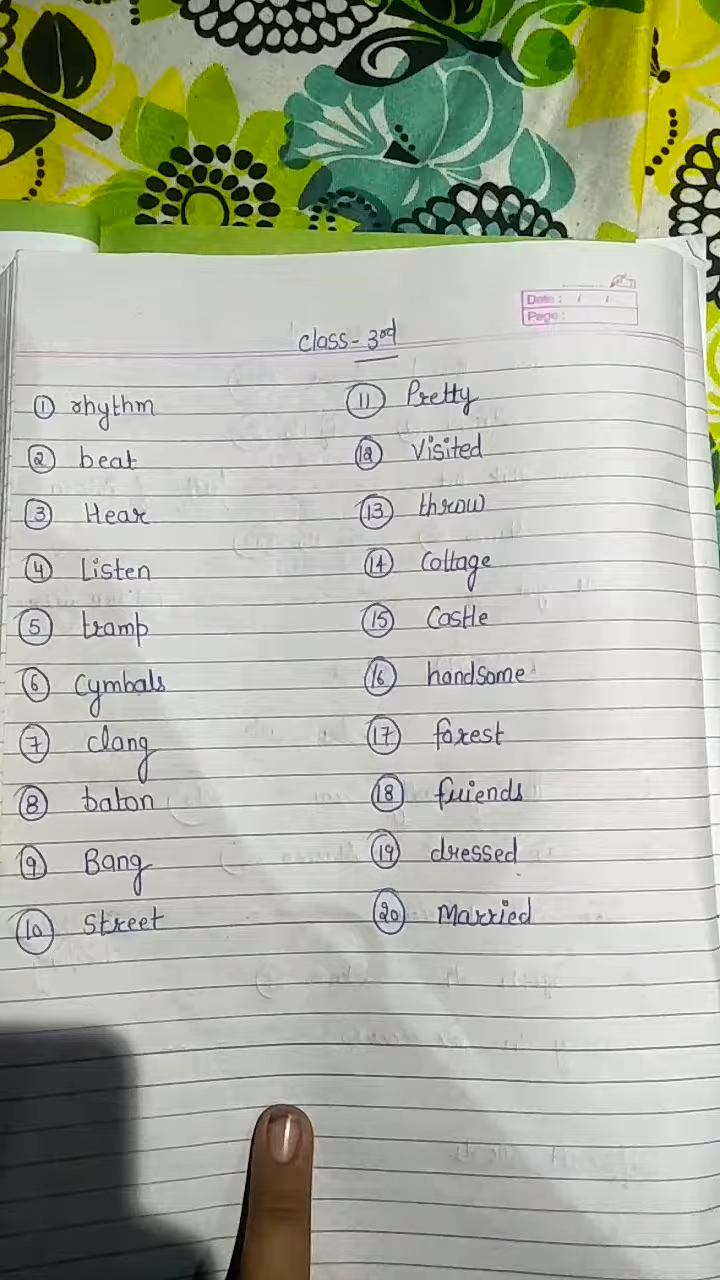 Date : / /
Page :
Class - 3rd
1 rhythm
2 beat
3 Hear
4 Listen
5 tramp
6 Cymbals
7 clang
8 baton
9 Bang
10 Street
11 Pretty
12 Visited
13 throw
14 Cottage
15 Castle
16 handsome
17 forest
18 friends
19 dressed
20 Married